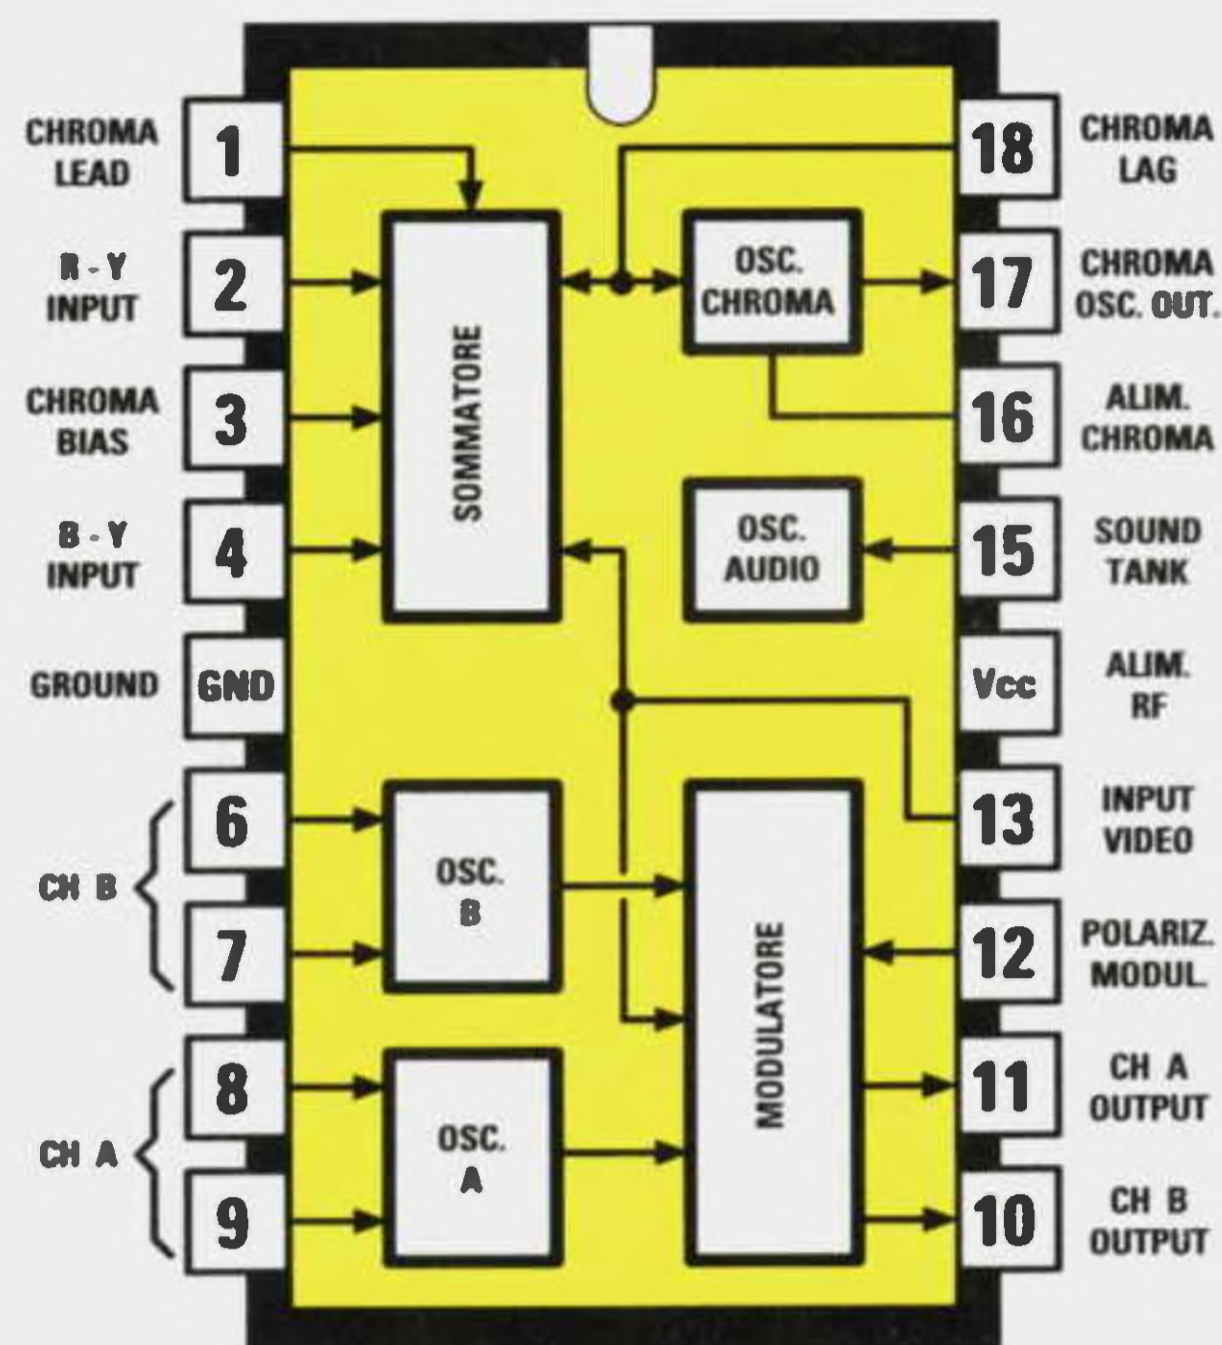 CHROMA
LEAD
1
R - Y
INPUT
2
CHROMA
BIAS
3
B - Y
INPUT
4
GROUND
GND
CH B
6
7
CH A
8
9
SOMMATORE
OSC.
CHROMA
OSC.
AUDIO
OSC.
B
OSC.
A
MODULATORE
18
CHROMA
LAG
17
CHROMA
OSC. OUT.
16
ALIM.
CHROMA
15
SOUND
TANK
Vcc
ALIM.
RF
13
INPUT
VIDEO
12
POLARIZ.
MODUL.
11
CH A
OUTPUT
10
CH B
OUTPUT